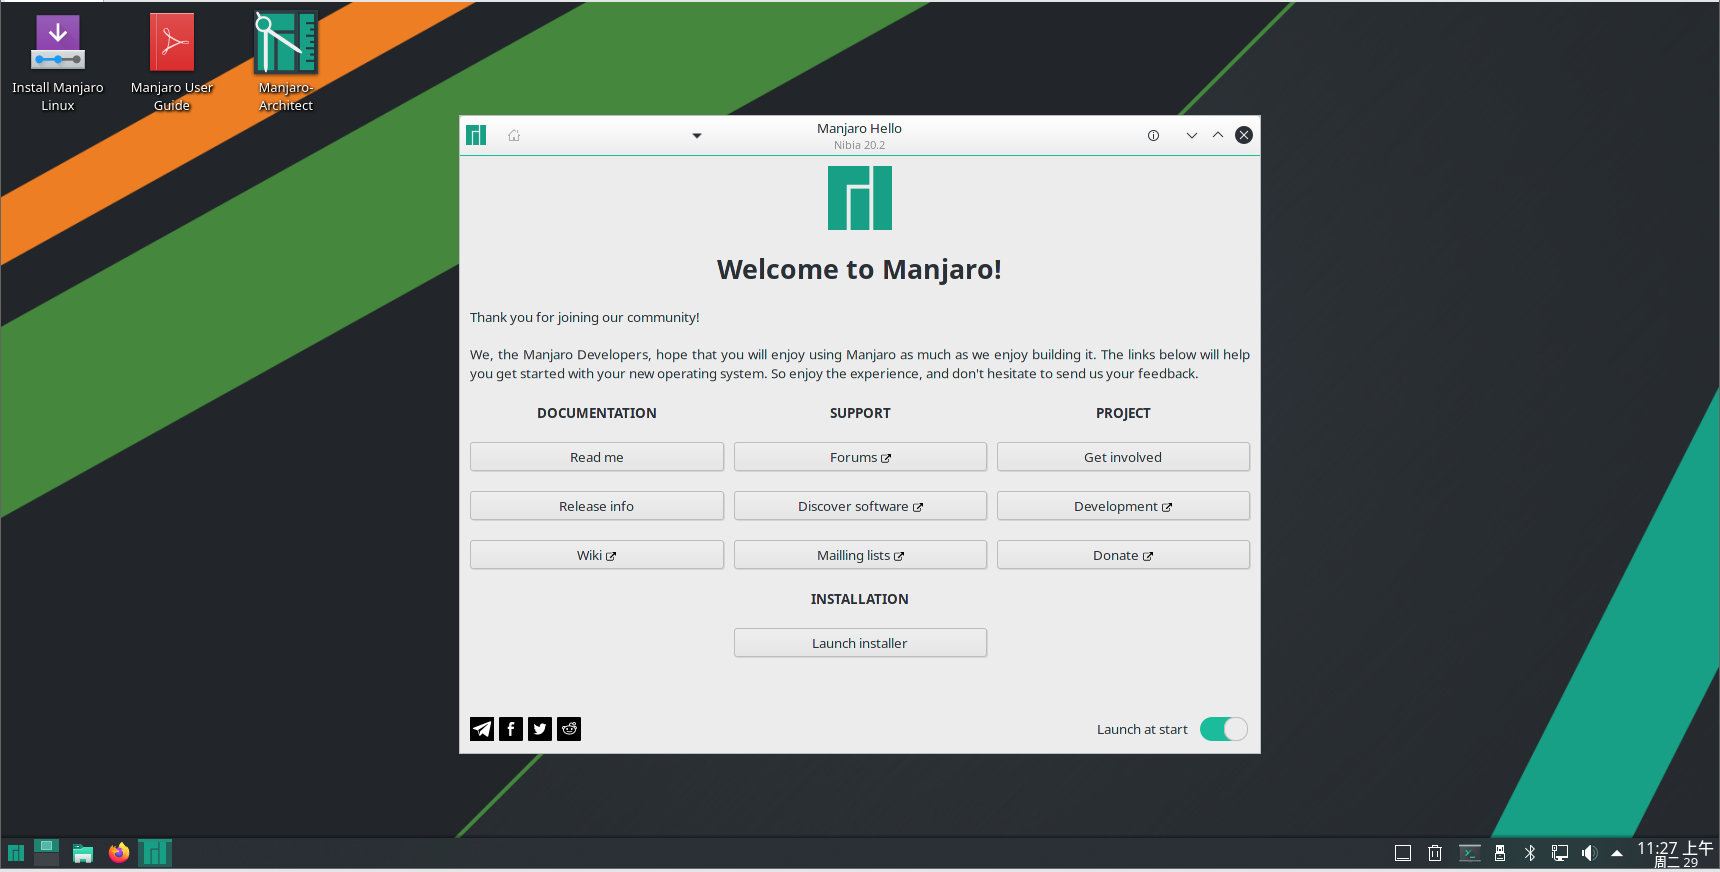 Install Manjaro
Linux
Manjaro User
Guide
Manjaro-
Architect
Manjaro Hello
Nibia 20.2
Welcome to Manjaro!
Thank you for joining our community!
We, the Manjaro Developers, hope that you will enjoy using Manjaro as much as we enjoy building it. The links below will help
you get started with your new operating system. So enjoy the experience, and don't hesitate to send us your feedback.
DOCUMENTATION
SUPPORT
PROJECT
Read me
Forums
Get involved
Release info
Discover software
Development
Wiki
Mailling lists
Donate
INSTALLATION
Launch installer
Launch at start
11:27 上午
周二 29